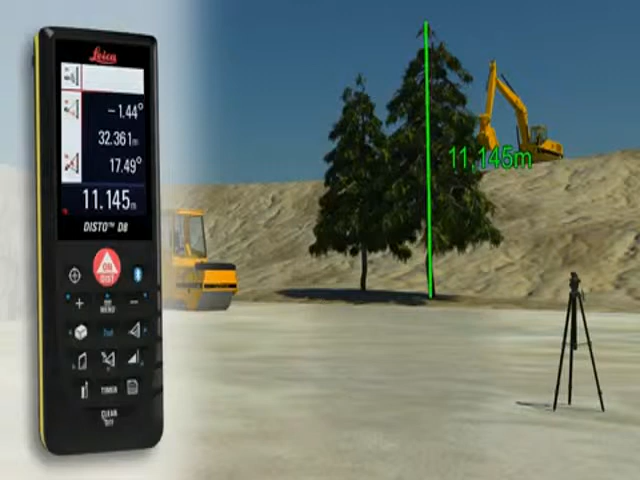 Leica
– 1.44°
32.361m
17.49°
11.145m
DISTO™ D8
11,145m
ON
DIST
+
MENU
–
TIMER
CLEAR
OFF